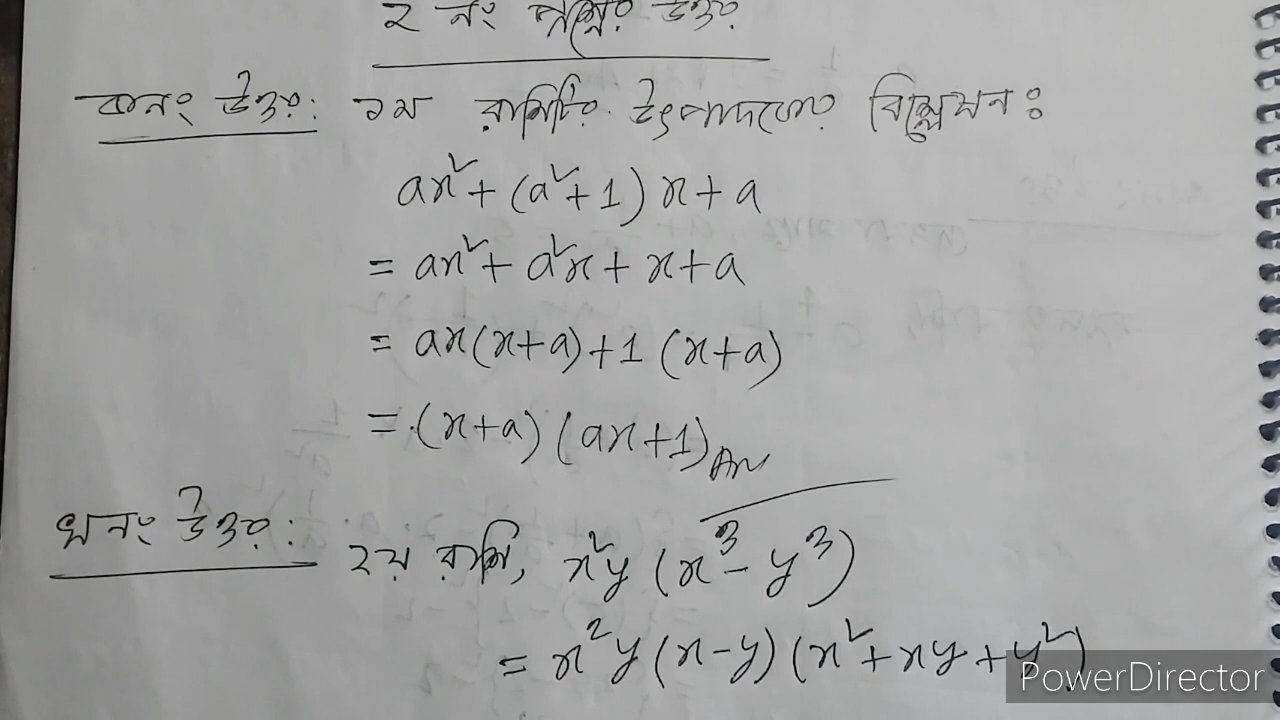 ২ নং প্রশ্নের উত্তর
ক নং উত্তর: ১ম রাশিটির উৎপাদকের বিশ্লেষন:
ax²+(a²+1)x+a
= ax²+a²x+x+a
= ax(x+a)+1(x+a)
= (x+a)(ax+1) Ans
খ নং উত্তর: ২য় রাশি, x²y(x³-y³)
= x²y(x-y)(x²+xy+y²)
PowerDirector